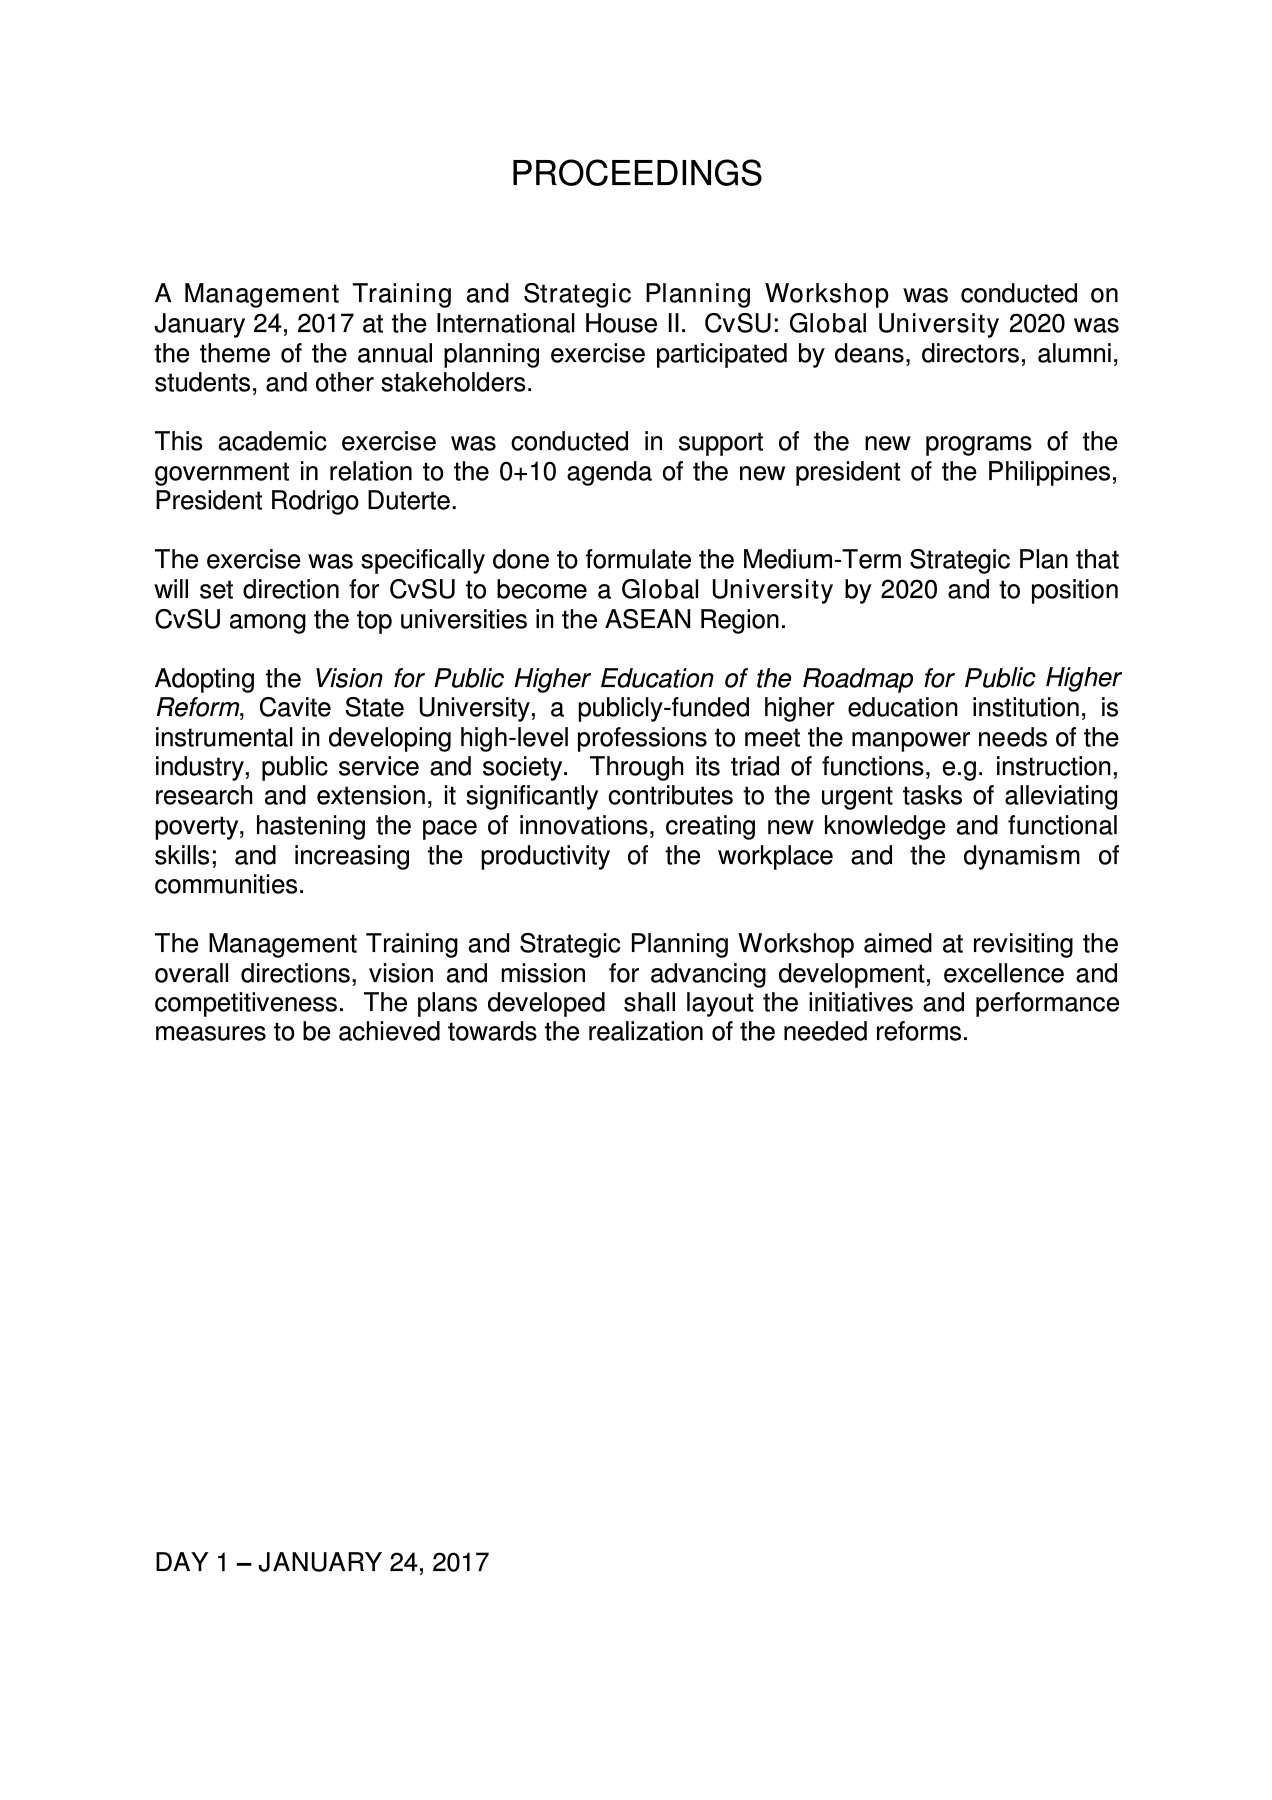 PROCEEDINGS
A Management Training and Strategic Planning Workshop was conducted on
January 24, 2017 at the International House II.  CvSU: Global University 2020 was
the theme of the annual planning exercise participated by deans, directors, alumni,
students, and other stakeholders.
This academic exercise was conducted in support of the new programs of the
government in relation to the 0+10 agenda of the new president of the Philippines,
President Rodrigo Duterte.
The exercise was specifically done to formulate the Medium-Term Strategic Plan that
will set direction for CvSU to become a Global University by 2020 and to position
CvSU among the top universities in the ASEAN Region.
Adopting the Vision for Public Higher Education of the Roadmap for Public Higher
Reform, Cavite State University, a publicly-funded higher education institution, is
instrumental in developing high-level professions to meet the manpower needs of the
industry, public service and society.  Through its triad of functions, e.g. instruction,
research and extension, it significantly contributes to the urgent tasks of alleviating
poverty, hastening the pace of innovations, creating new knowledge and functional
skills; and increasing the productivity of the workplace and the dynamism of
communities.
The Management Training and Strategic Planning Workshop aimed at revisiting the
overall directions, vision and mission  for advancing development, excellence and
competitiveness.  The plans developed  shall layout the initiatives and performance
measures to be achieved towards the realization of the needed reforms.
DAY 1 – JANUARY 24, 2017